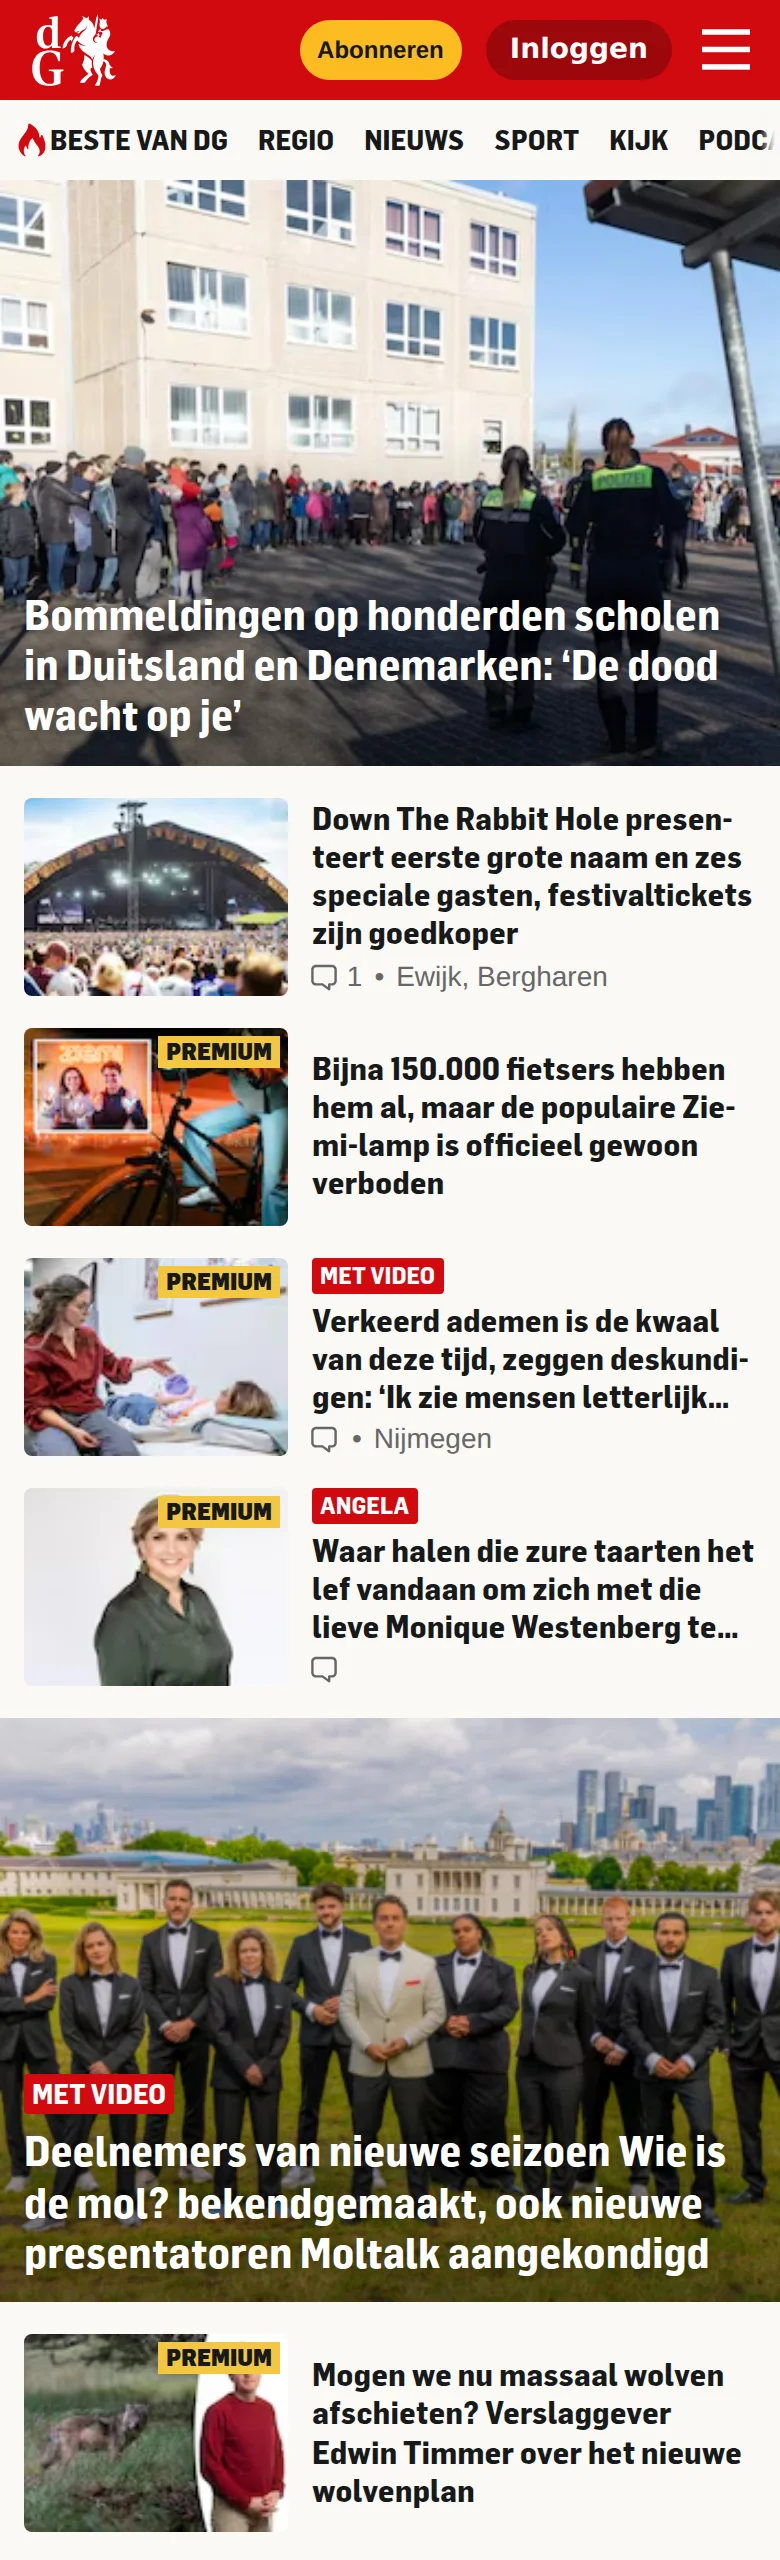 dG
Abonneren
Inloggen
BESTE VAN DG REGIO NIEUWS SPORT KIJK PODCA
POLIZEI
Bommeldingen op honderden scholen
in Duitsland en Denemarken: ‘De dood
wacht op je’
Down The Rabbit Hole presen-
teert eerste grote naam en zes
speciale gasten, festivaltickets
zijn goedkoper
1 • Ewijk, Bergharen
PREMIUM
Bijna 150.000 fietsers hebben
hem al, maar de populaire Zie-
mi-lamp is officieel gewoon
verboden
PREMIUM
MET VIDEO
Verkeerd ademen is de kwaal
van deze tijd, zeggen deskundi-
gen: ‘Ik zie mensen letterlijk...
• Nijmegen
PREMIUM
ANGELA
Waar halen die zure taarten het
lef vandaan om zich met die
lieve Monique Westenberg te...
MET VIDEO
Deelnemers van nieuwe seizoen Wie is
de mol? bekendgemaakt, ook nieuwe
presentatoren Moltalk aangekondigd
PREMIUM
Mogen we nu massaal wolven
afschieten? Verslaggever
Edwin Timmer over het nieuwe
wolvenplan